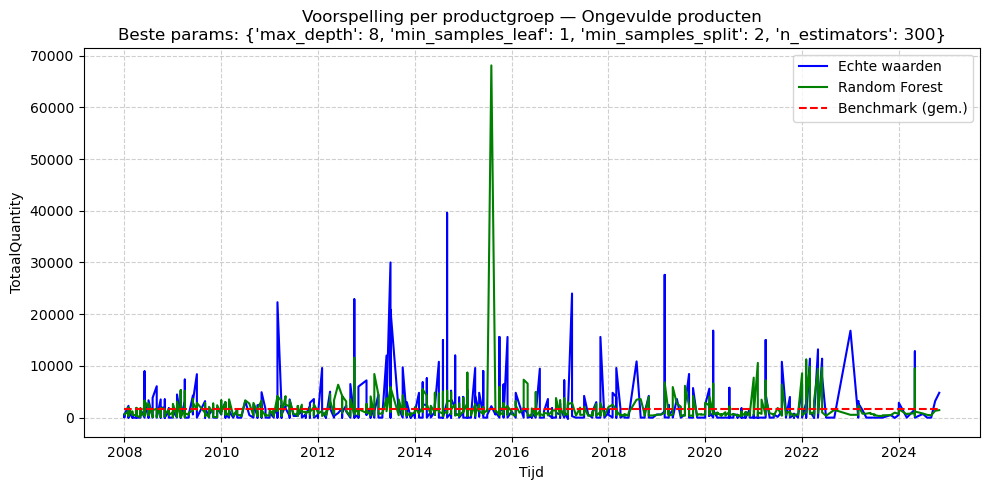 Voorspelling per productgroep — Ongevulde producten
Beste params: {'max_depth': 8, 'min_samples_leaf': 1, 'min_samples_split': 2, 'n_estimators': 300}
70000
60000
50000
40000
30000
20000
10000
0
TotaalQuantity
Echte waarden
Random Forest
Benchmark (gem.)
2008 2010 2012 2014 2016 2018 2020 2022 2024
Tijd